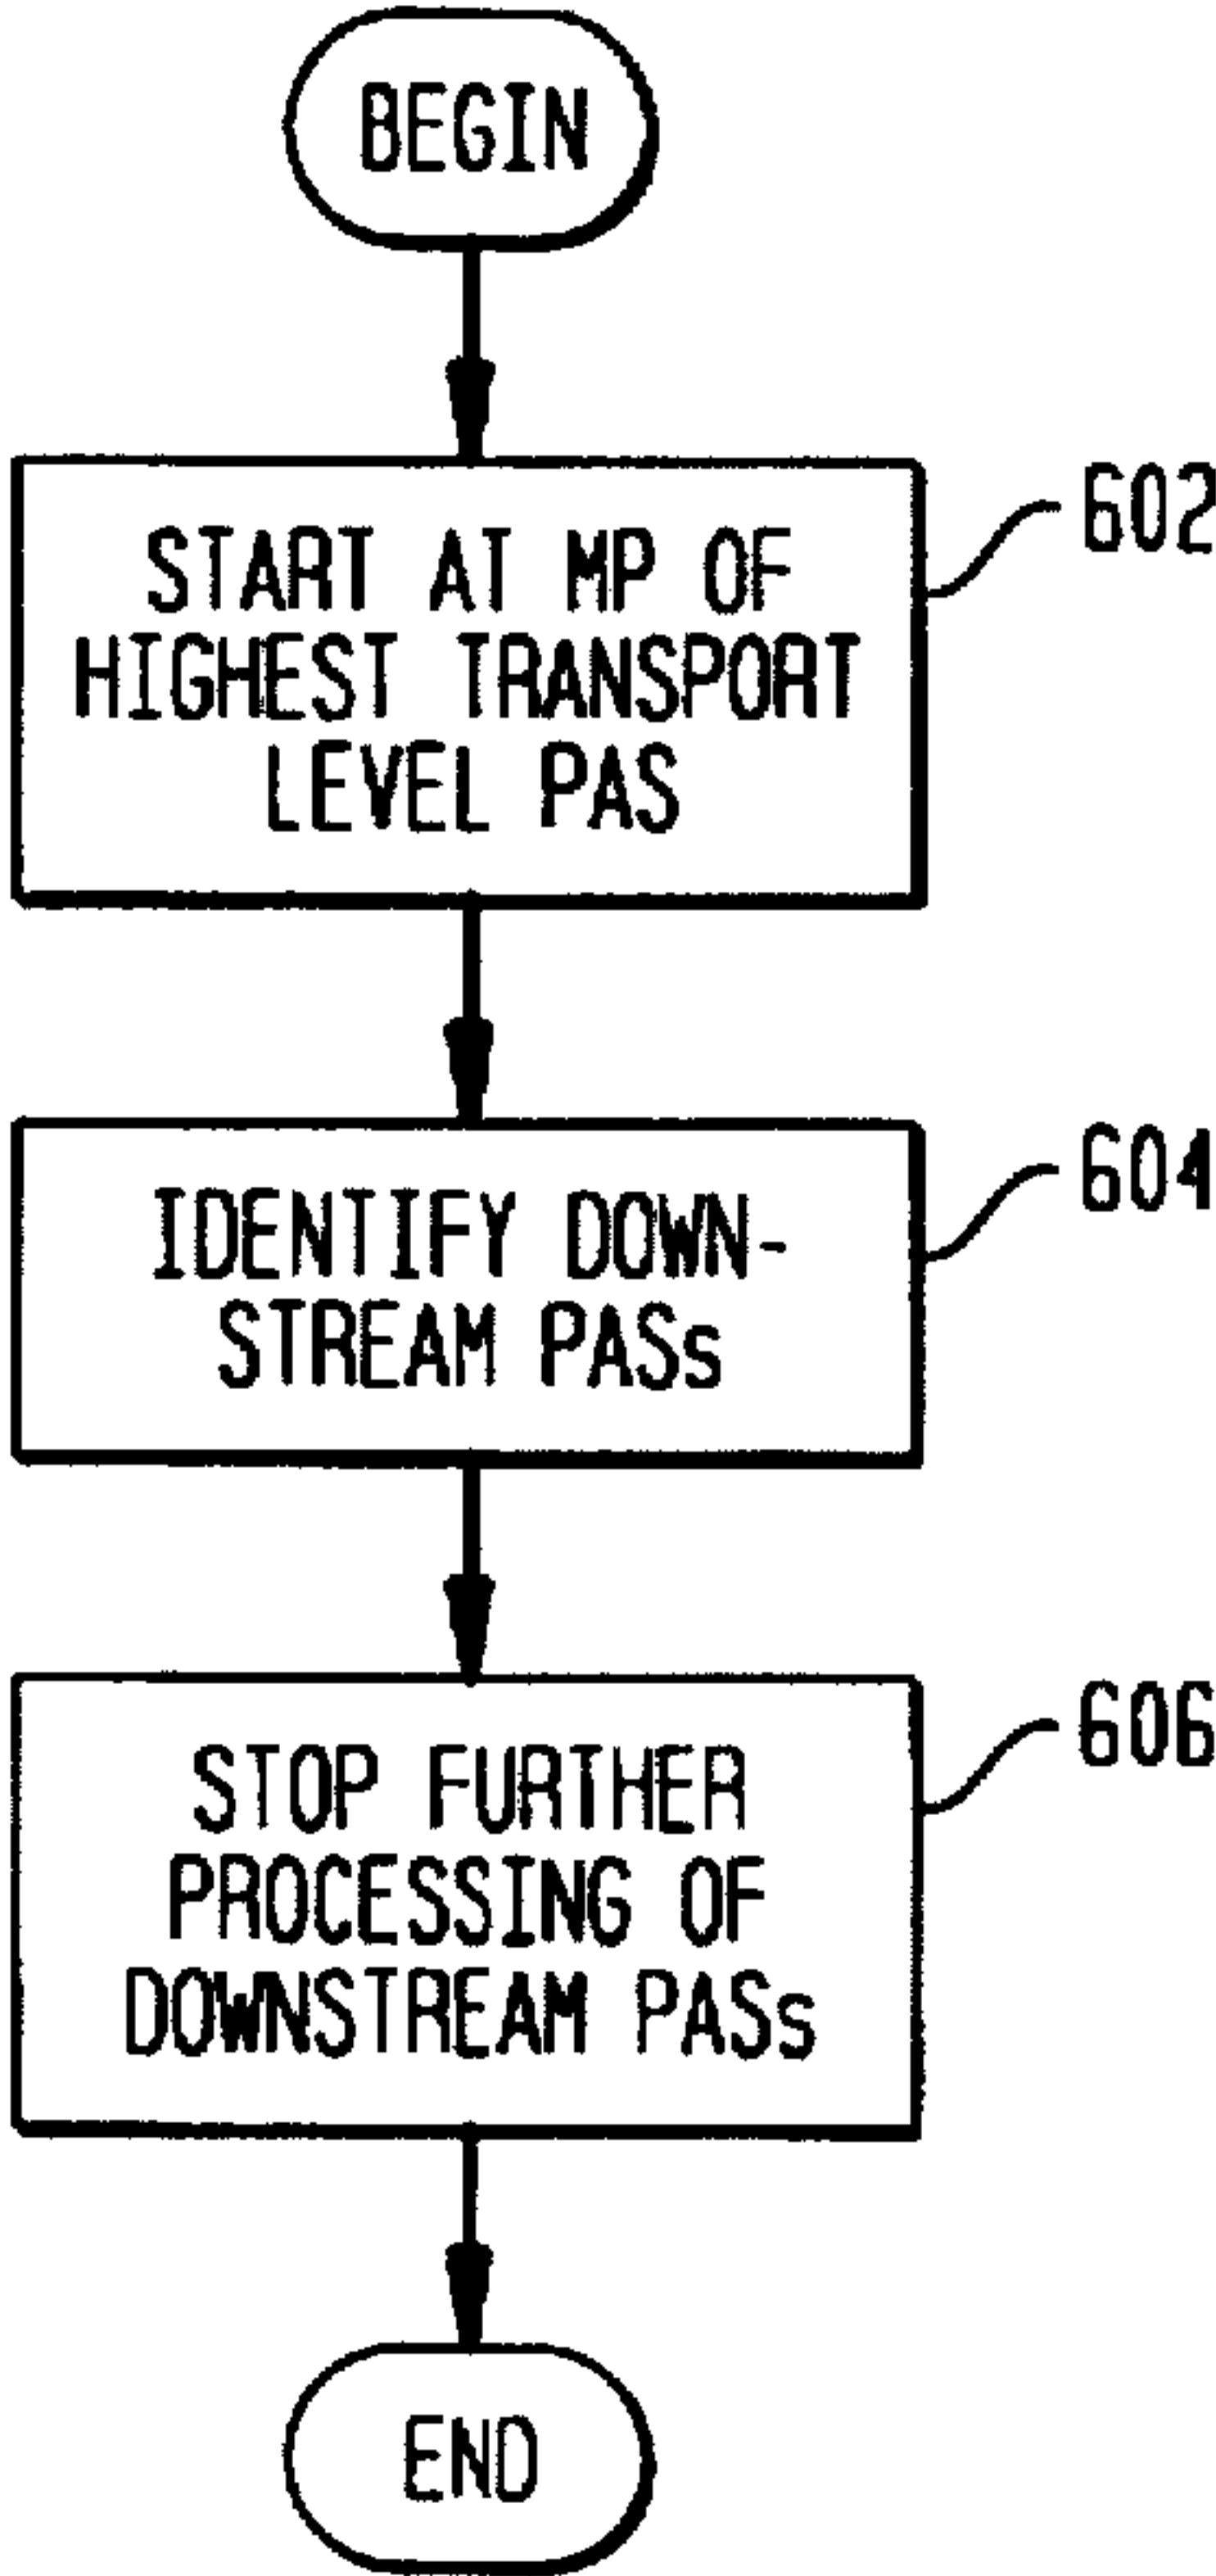 BEGIN
START AT MP OF
HIGHEST TRANSPORT
LEVEL PAS
602
IDENTIFY DOWN-
STREAM PASs
604
STOP FURTHER
PROCESSING OF
DOWNSTREAM PASs
606
END